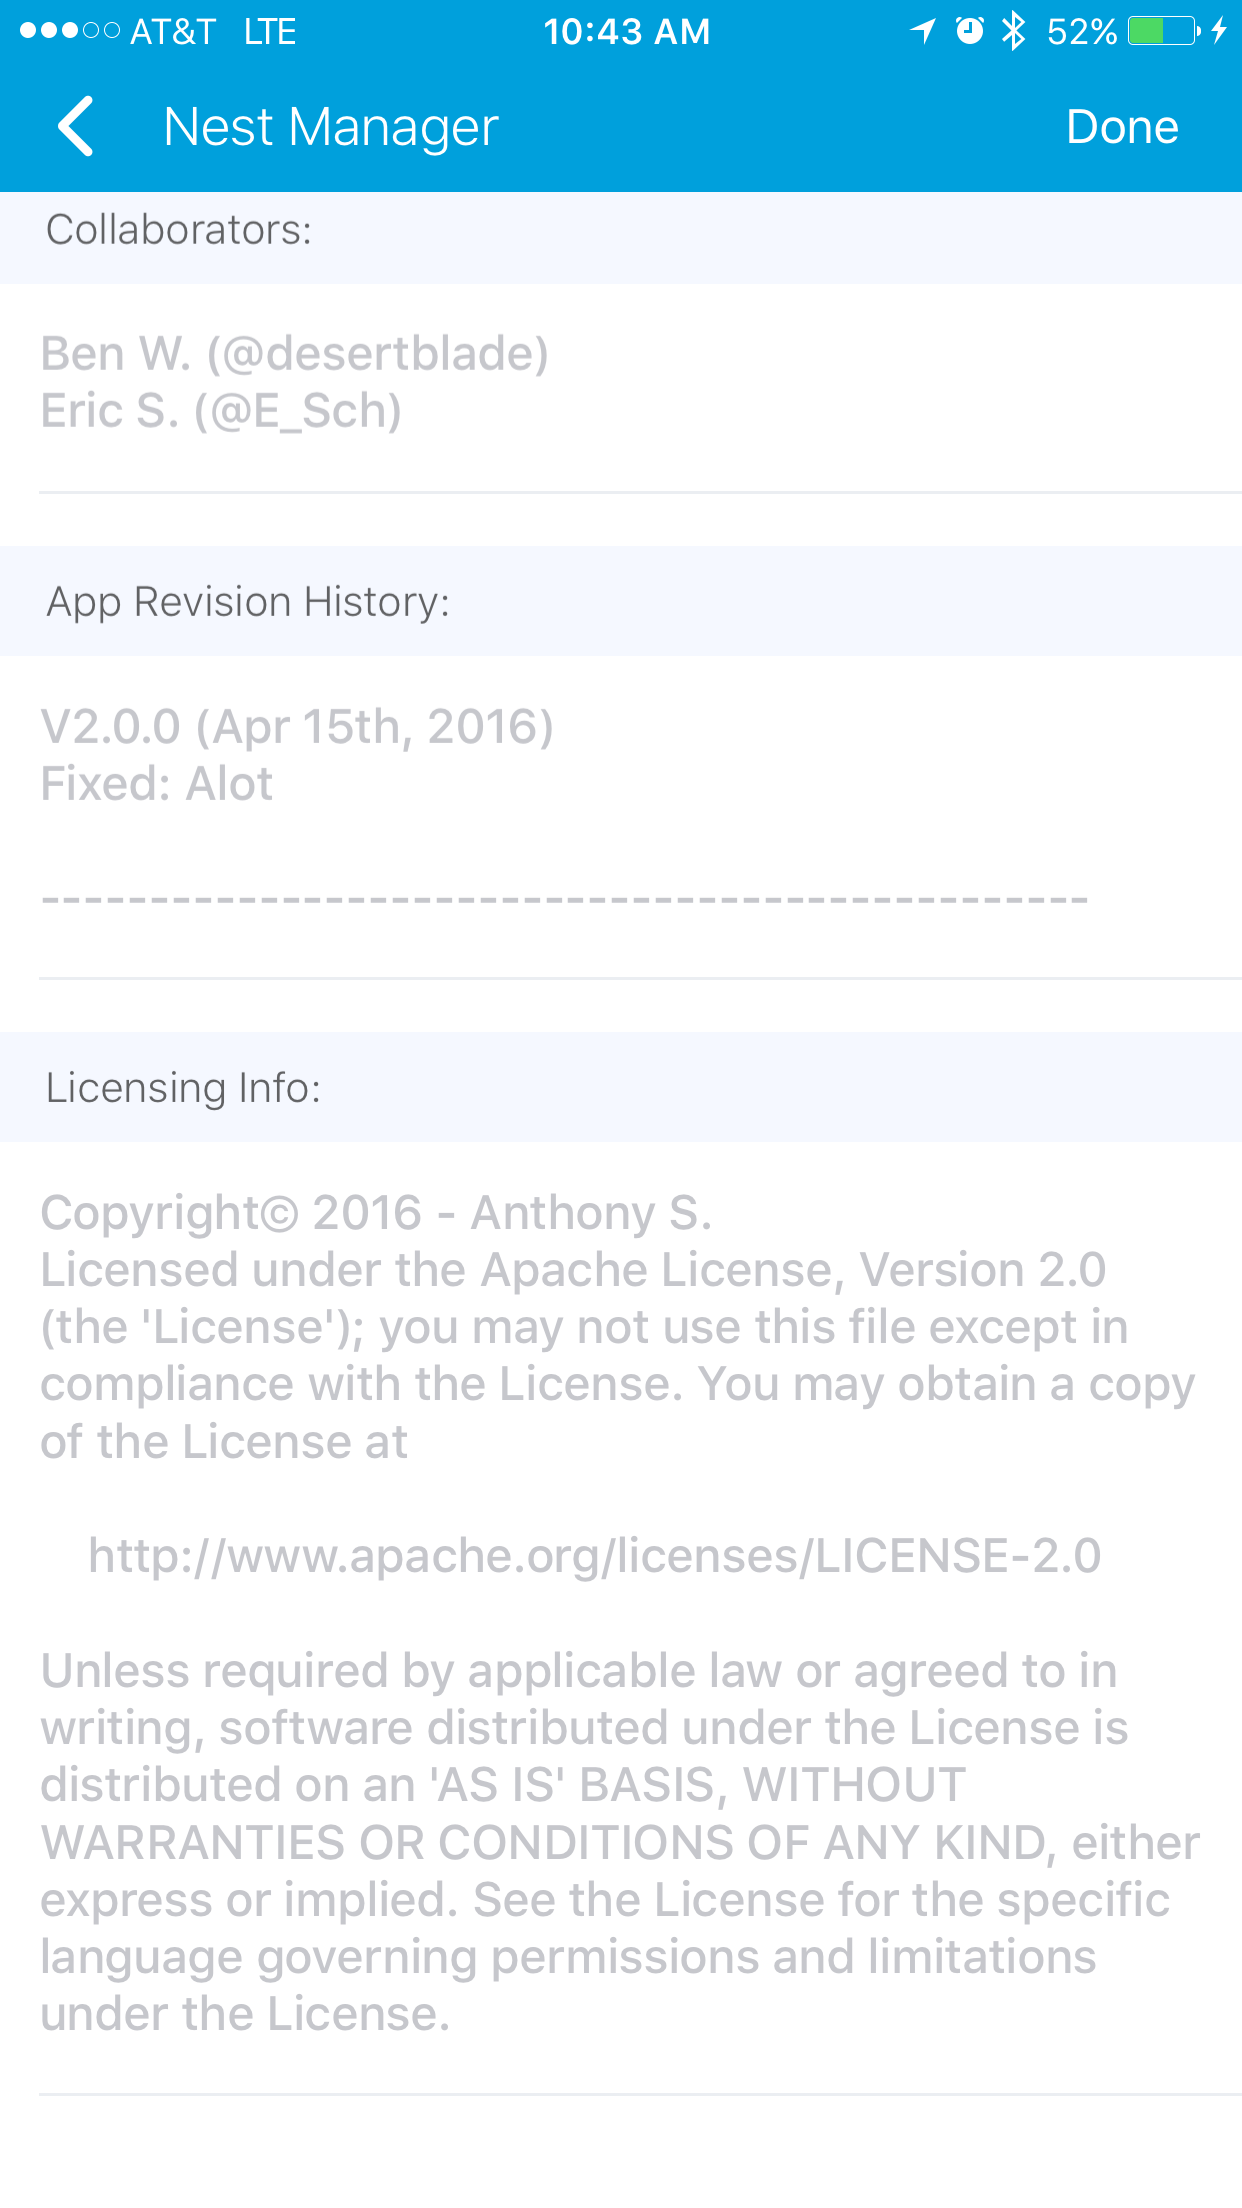 AT&T LTE 10:43 AM 52%
Nest Manager Done
Collaborators:
Ben W. (@desertblade)
Eric S. (@E_Sch)
App Revision History:
V2.0.0 (Apr 15th, 2016)
Fixed: Alot
------------------------------------------------
Licensing Info:
Copyright© 2016 - Anthony S.
Licensed under the Apache License, Version 2.0
(the 'License'); you may not use this file except in
compliance with the License. You may obtain a copy
of the License at
http://www.apache.org/licenses/LICENSE-2.0
Unless required by applicable law or agreed to in
writing, software distributed under the License is
distributed on an 'AS IS' BASIS, WITHOUT
WARRANTIES OR CONDITIONS OF ANY KIND, either
express or implied. See the License for the specific
language governing permissions and limitations
under the License.